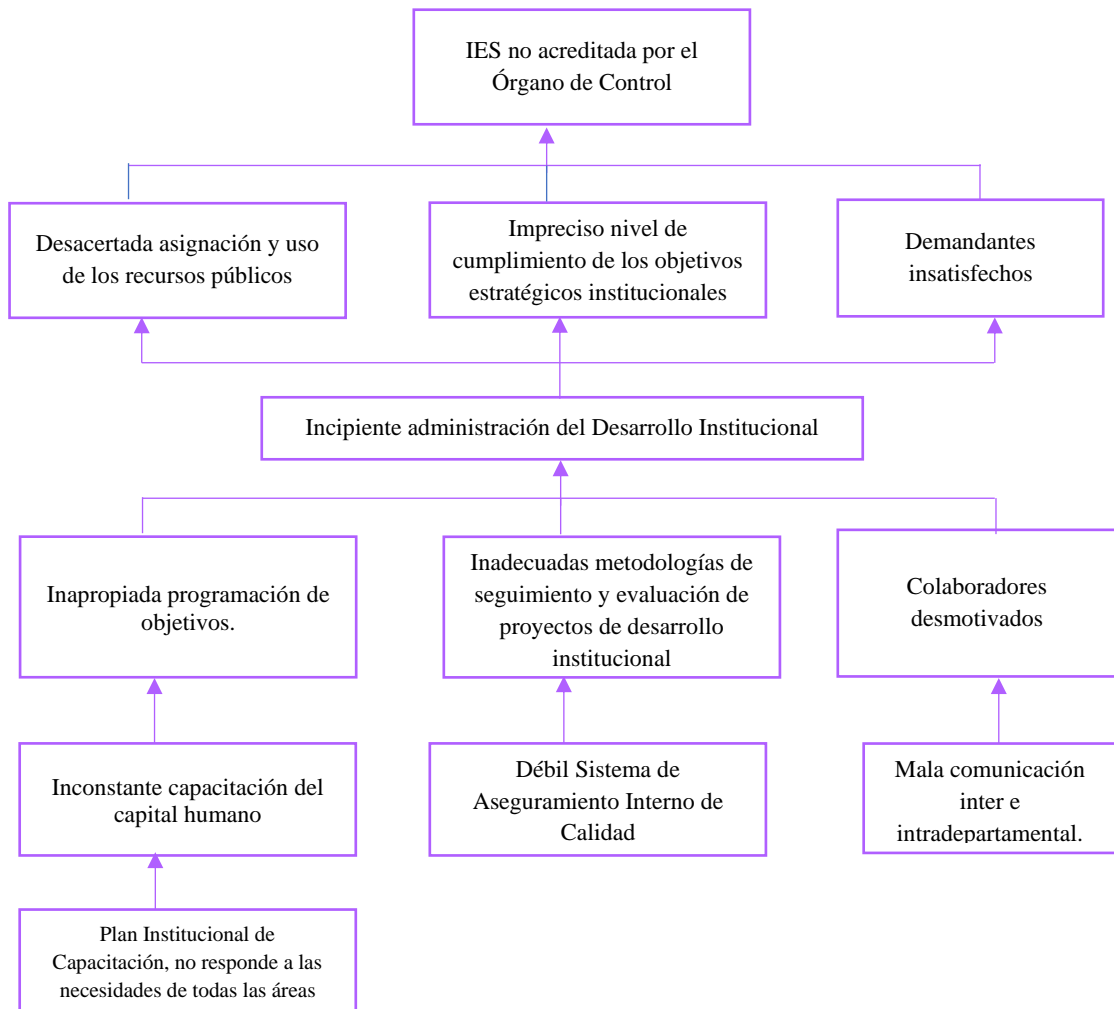 IES no acreditada por el
Órgano de Control
Desacertada asignación y uso
de los recursos públicos
Impreciso nivel de
cumplimiento de los objetivos
estratégicos institucionales
Demandantes
insatisfechos
Incipiente administración del Desarrollo Institucional
Inapropiada programación de
objetivos.
Inadecuadas metodologías de
seguimiento y evaluación de
proyectos de desarrollo
institucional
Colaboradores
desmotivados
Inconstante capacitación del
capital humano
Débil Sistema de
Aseguramiento Interno de
Calidad
Mala comunicación
inter e
intradepartamental.
Plan Institucional de
Capacitación, no responde a las
necesidades de todas las áreas